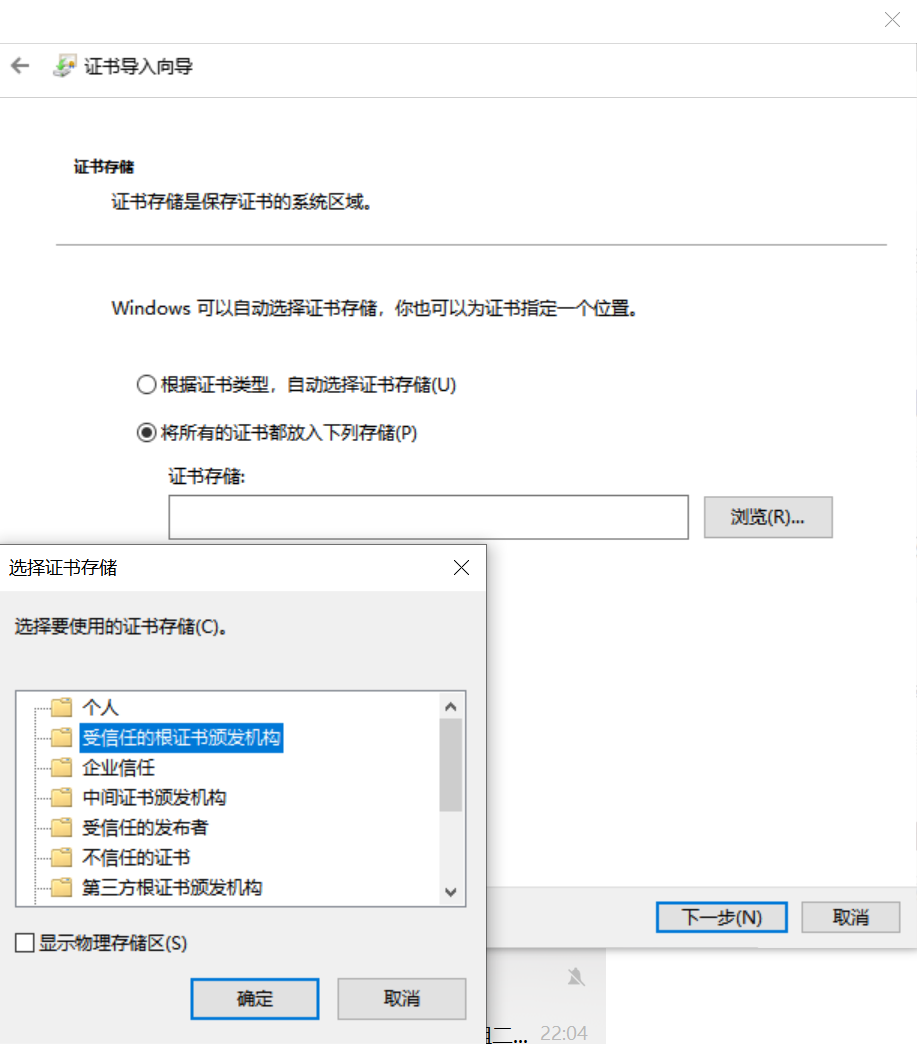 证书导入向导
证书存储
证书存储是保存证书的系统区域。
Windows 可以自动选择证书存储，你也可以为证书指定一个位置。
根据证书类型，自动选择证书存储(U)
将所有的证书都放入下列存储(P)
证书存储:
浏览(R)...
选择证书存储
选择要使用的证书存储(C)。
个人
受信任的根证书颁发机构
企业信任
中间证书颁发机构
受信任的发布者
不信任的证书
第三方根证书颁发机构
显示物理存储区(S)
确定
取消
下一步(N)
取消
二...
22:04